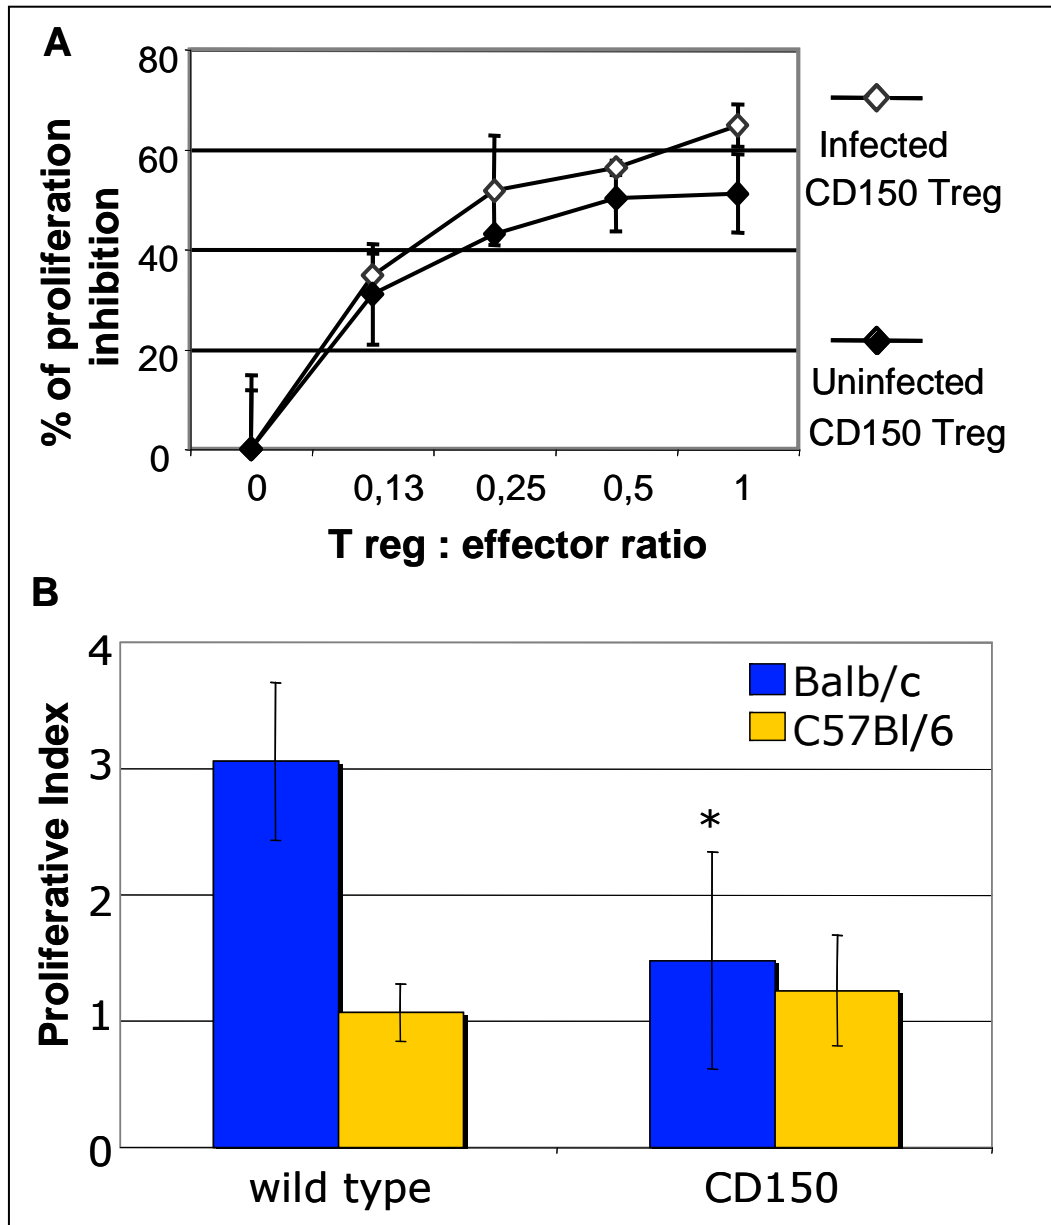 A
80
60
40
20
0
% of proliferation
inhibition
0 0,13 0,25 0,5 1
T reg : effector ratio
Infected
CD150 Treg
Uninfected
CD150 Treg
B
4
3
2
1
0
Proliferative Index
Balb/c
C57Bl/6
*
wild type CD150